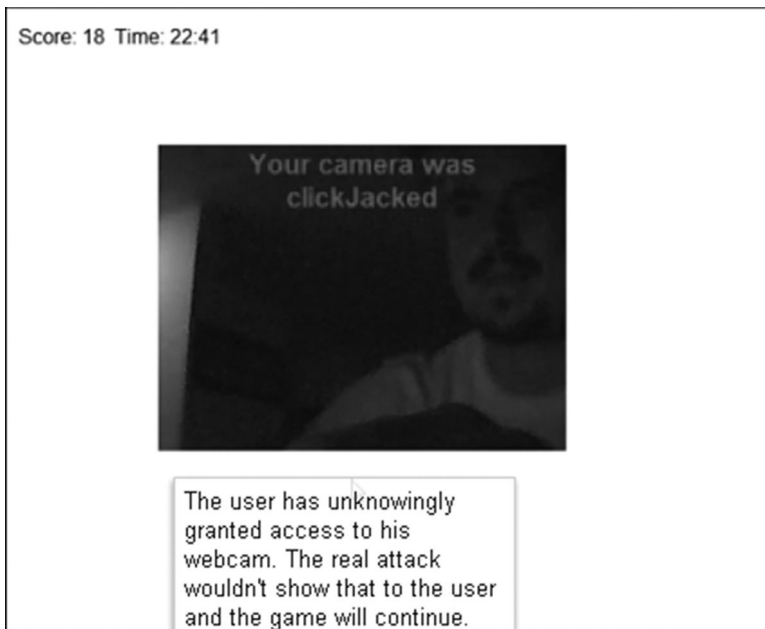 Score: 18 Time: 22:41
Your camera was
clickJacked
The user has unknowingly
granted access to his
webcam. The real attack
wouldn't show that to the user
and the game will continue.